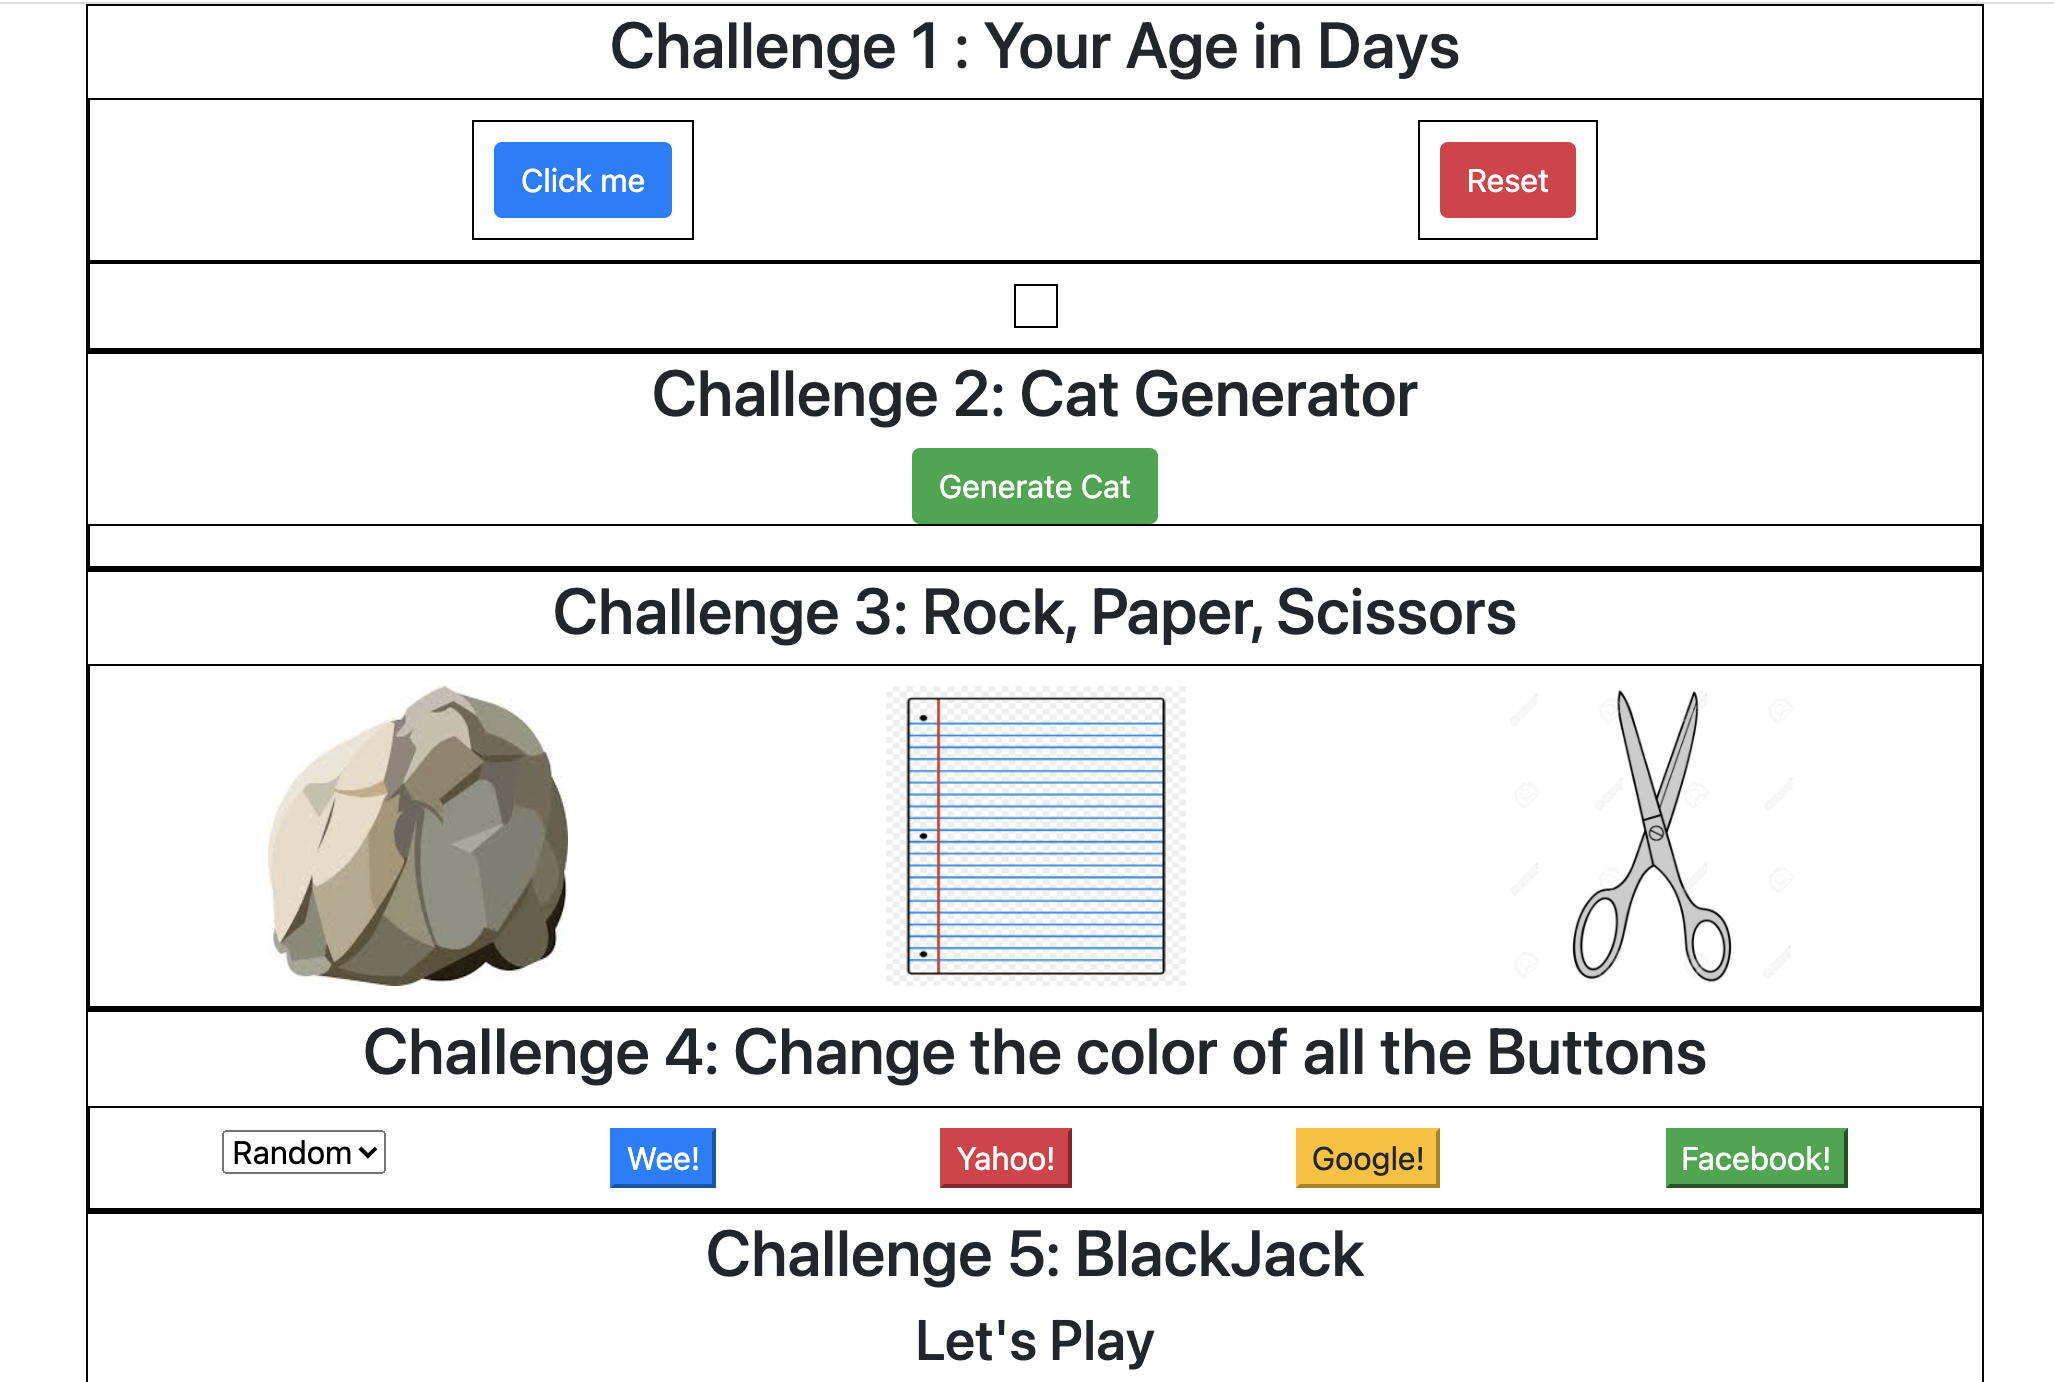 Challenge 1 : Your Age in Days
Click me
Reset
Challenge 2: Cat Generator
Generate Cat
Challenge 3: Rock, Paper, Scissors
Challenge 4: Change the color of all the Buttons
Random
Wee!
Yahoo!
Google!
Facebook!
Challenge 5: BlackJack
Let's Play